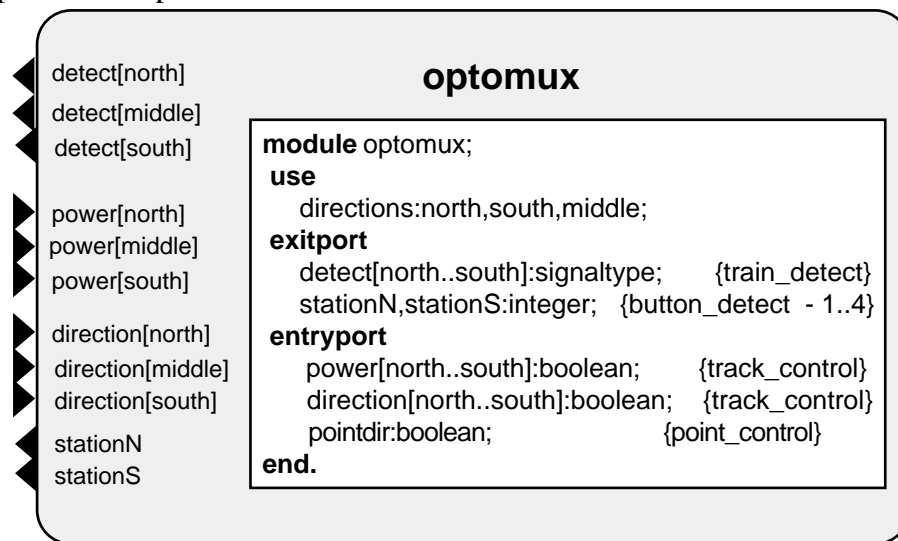 detect[north]
detect[middle]
detect[south]
power[north]
power[middle]
power[south]
direction[north]
direction[middle]
direction[south]
stationN
stationS
optomux
module optomux;
use
directions:north,south,middle;
exitport
detect[north..south]:signaltype; {train_detect}
stationN,stationS:integer; {button_detect - 1..4}
entryport
power[north..south]:boolean; {track_control}
direction[north..south]:boolean; {track_control}
pointdir:boolean; {point_control}
end.